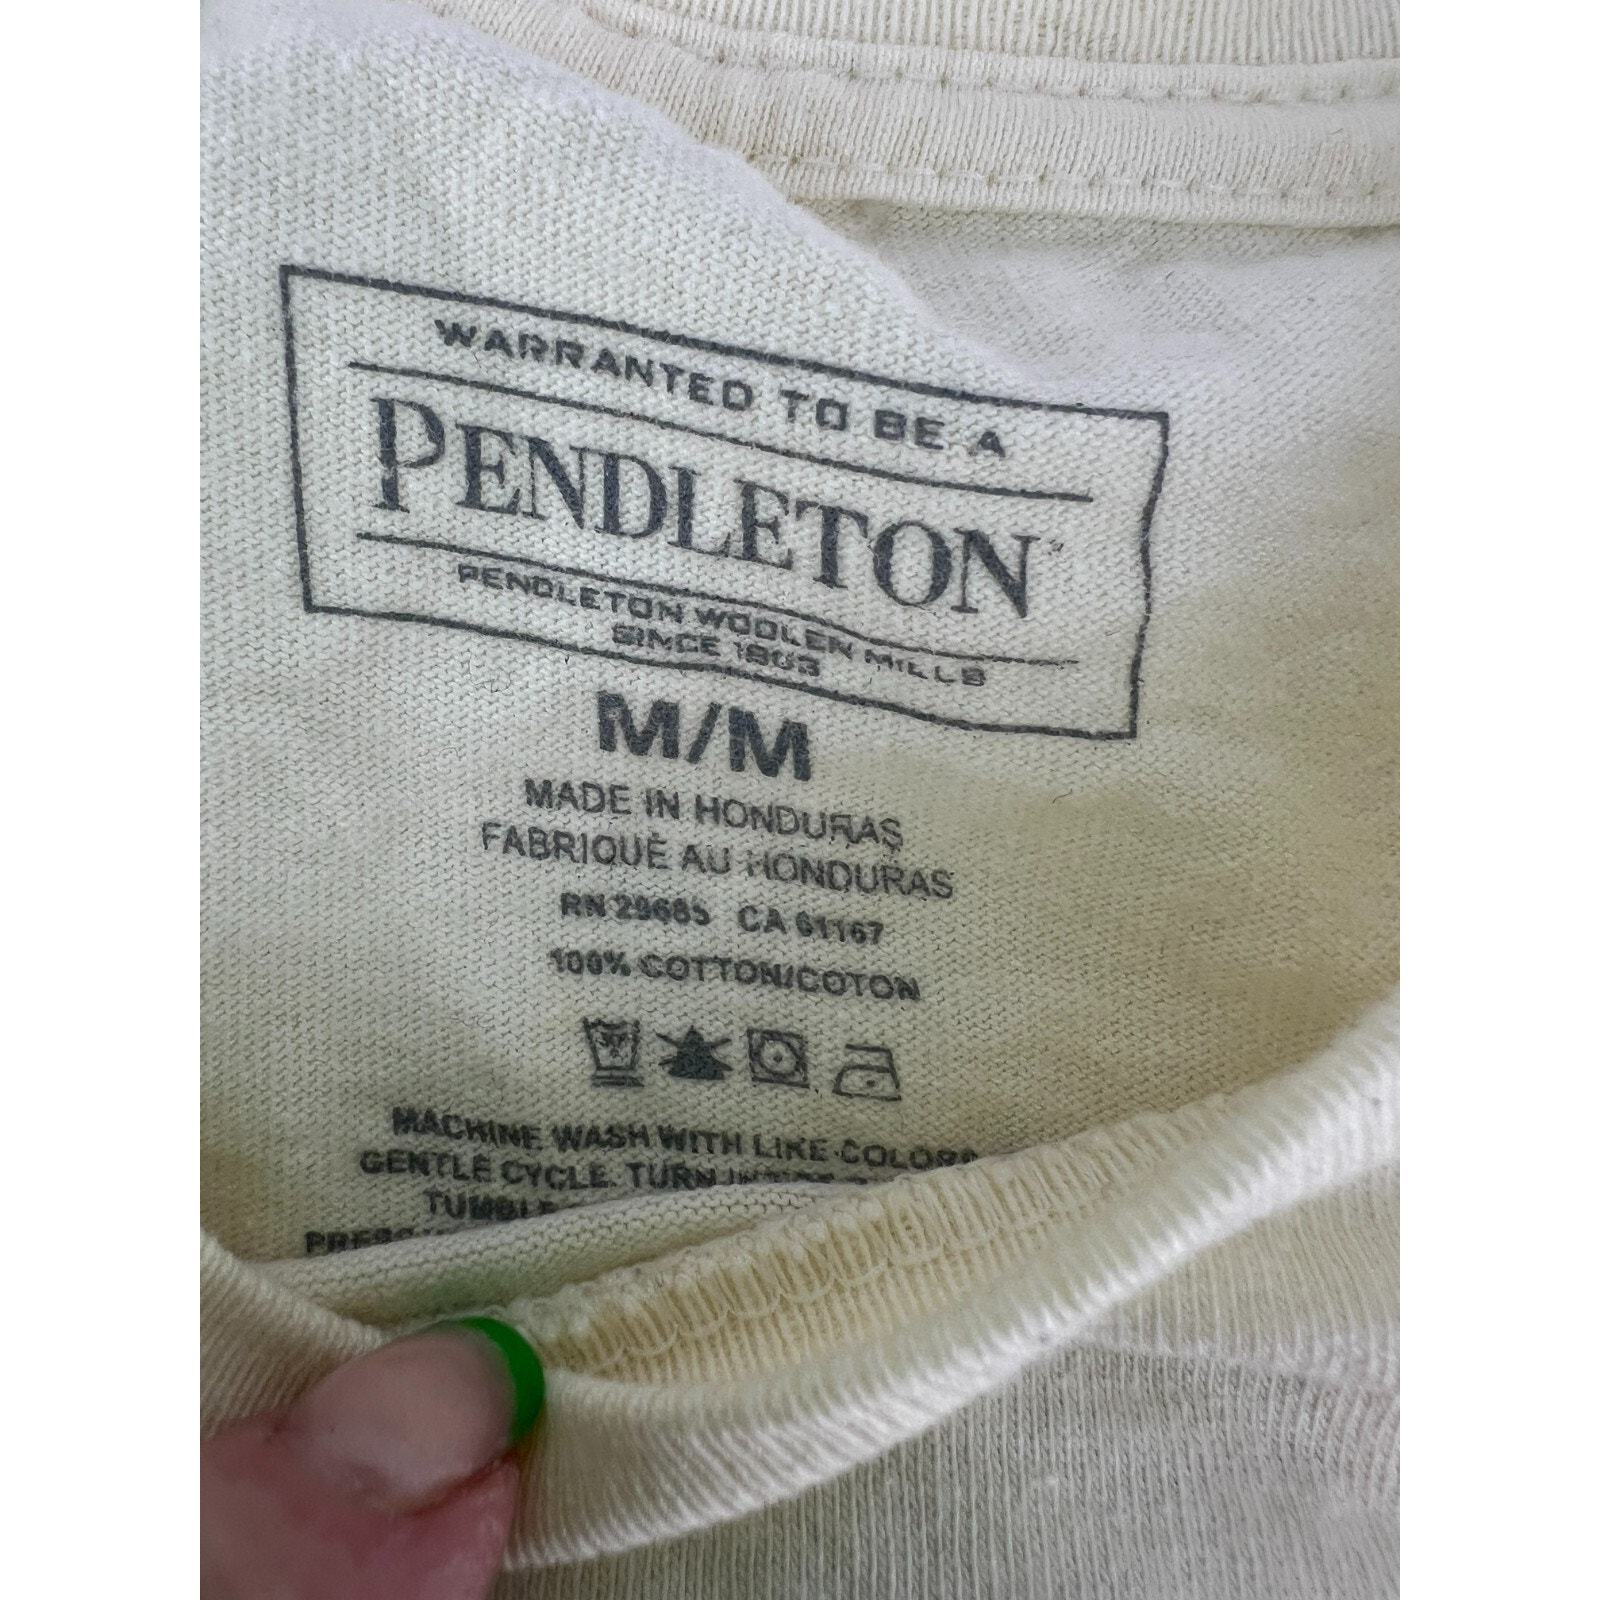 WARRANTED TO BE A
PENDLETON
PENDLETON WOOLEN MILLS
SINCE 1863
M/M
MADE IN HONDURAS
FABRIQUÉ AU HONDURAS
RN 29685 CA 61167
100% COTTON/COTON
MACHINE WASH WITH LIKE COLORS
GENTLE CYCLE. TURN
TUMBLE